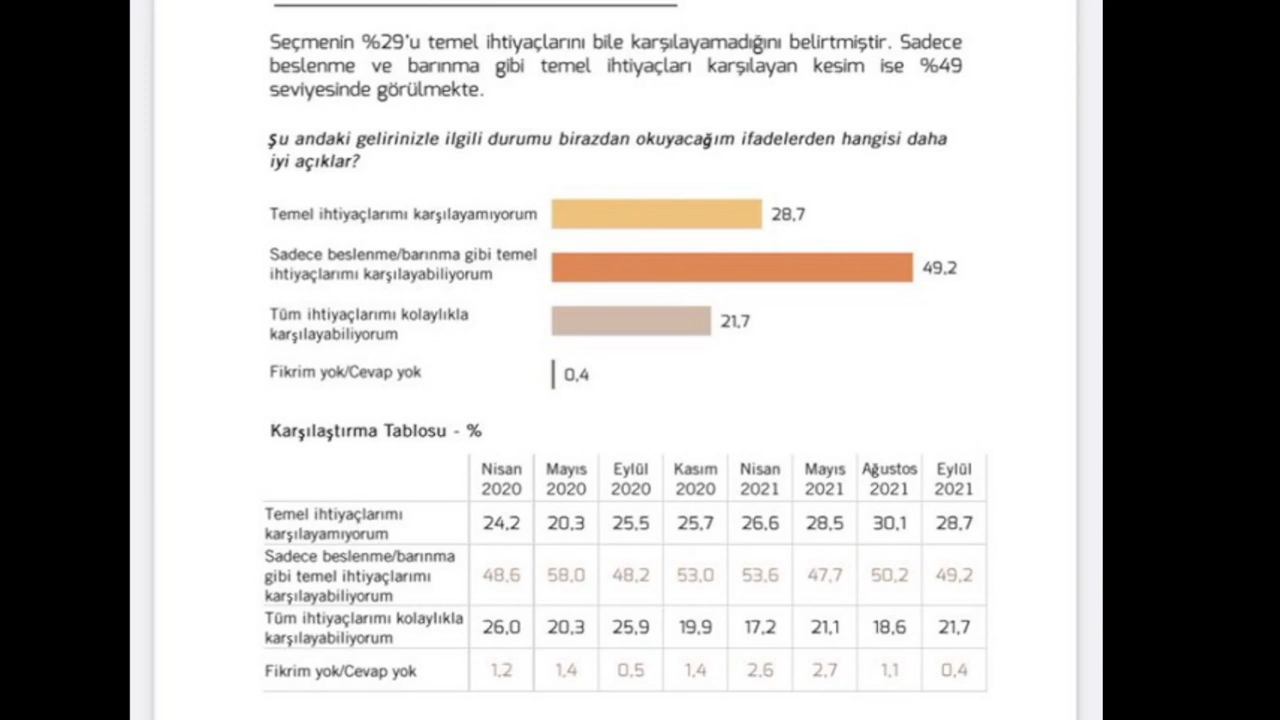 Seçmenin %29'u temel ihtiyaçlarını bile karşılayamadığını belirtmiştir. Sadece
beslenme ve barınma gibi temel ihtiyaçları karşılayan kesim ise %49
seviyesinde görülmekte.
Şu andaki gelirinizle ilgili durumu birazdan okuyacağım ifadelerden hangisi daha
iyi açıklar?
Temel ihtiyaçlarımı karşılayamıyorum 28,7
Sadece beslenme/barınma gibi temel
ihtiyaçlarımı karşılayabiliyorum 49,2
Tüm ihtiyaçlarımı kolaylıkla
karşılayabiliyorum 21,7
Fikrim yok/Cevap yok 0,4
Karşılaştırma Tablosu - %
Nisan Mayıs Eylül Kasım Nisan Mayıs Ağustos Eylül
2020 2020 2020 2020 2021 2021 2021 2021
Temel ihtiyaçlarımı
karşılayamıyorum 24,2 20,3 25,5 25,7 26,6 28,5 30,1 28,7
Sadece beslenme/barınma
gibi temel ihtiyaçlarımı 48,6 58,0 48,2 53,0 53,6 47,7 50,2 49,2
karşılayabiliyorum
Tüm ihtiyaçlarımı kolaylıkla
karşılayabiliyorum 26,0 20,3 25,9 19,9 17,2 21,1 18,6 21,7
Fikrim yok/Cevap yok 1,2 1,4 0,5 1,4 2,6 2,7 1,1 0,4